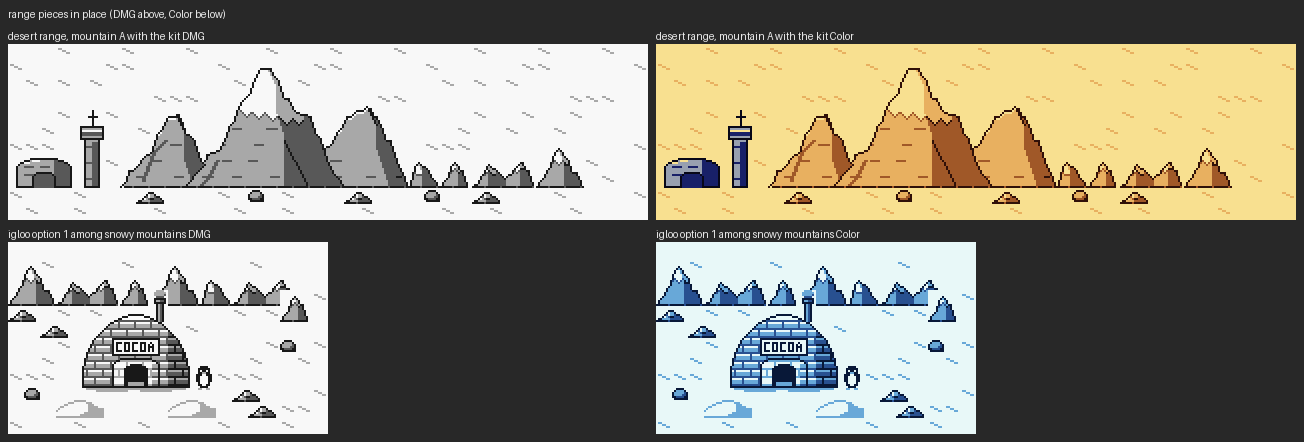 range pieces in place (DMG above, Color below)
desert range, mountain A with the kit DMG
desert range, mountain A with the kit Color
igloo option 1 among snowy mountains DMG
igloo option 1 among snowy mountains Color
COCOA
COCOA